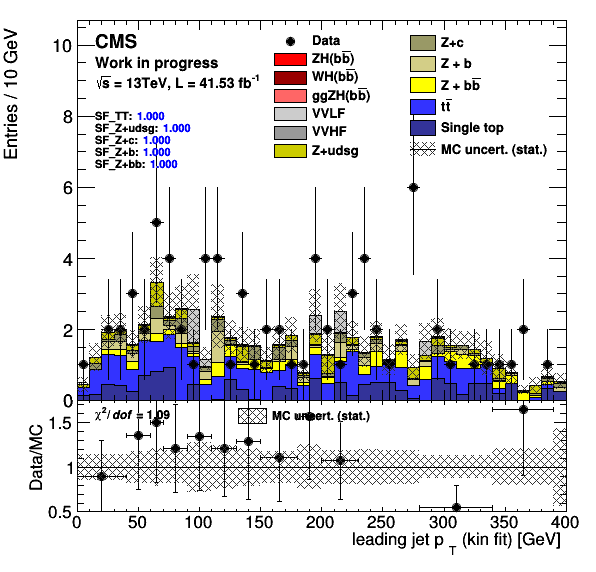 Entries / 10 GeV
10
8
6
4
2
0
CMS
Work in progress
√s = 13TeV, L = 41.53 fb⁻¹
SF_TT: 1.000
SF_Z+udsg: 1.000
SF_Z+c: 1.000
SF_Z+b: 1.000
SF_Z+bb: 1.000
Data
ZH(bb̅)
WH(bb̅)
ggZH(bb̅)
VVLF
VVHF
Z+udsg
Z+c
Z + b
Z + bb̅
tt̅
Single top
MC uncert. (stat.)
Data/MC
1.5
1
0.5
χ²/ dof = 1.09
MC uncert. (stat.)
0 50 100 150 200 250 300 350 400
leading jet p_T (kin fit) [GeV]